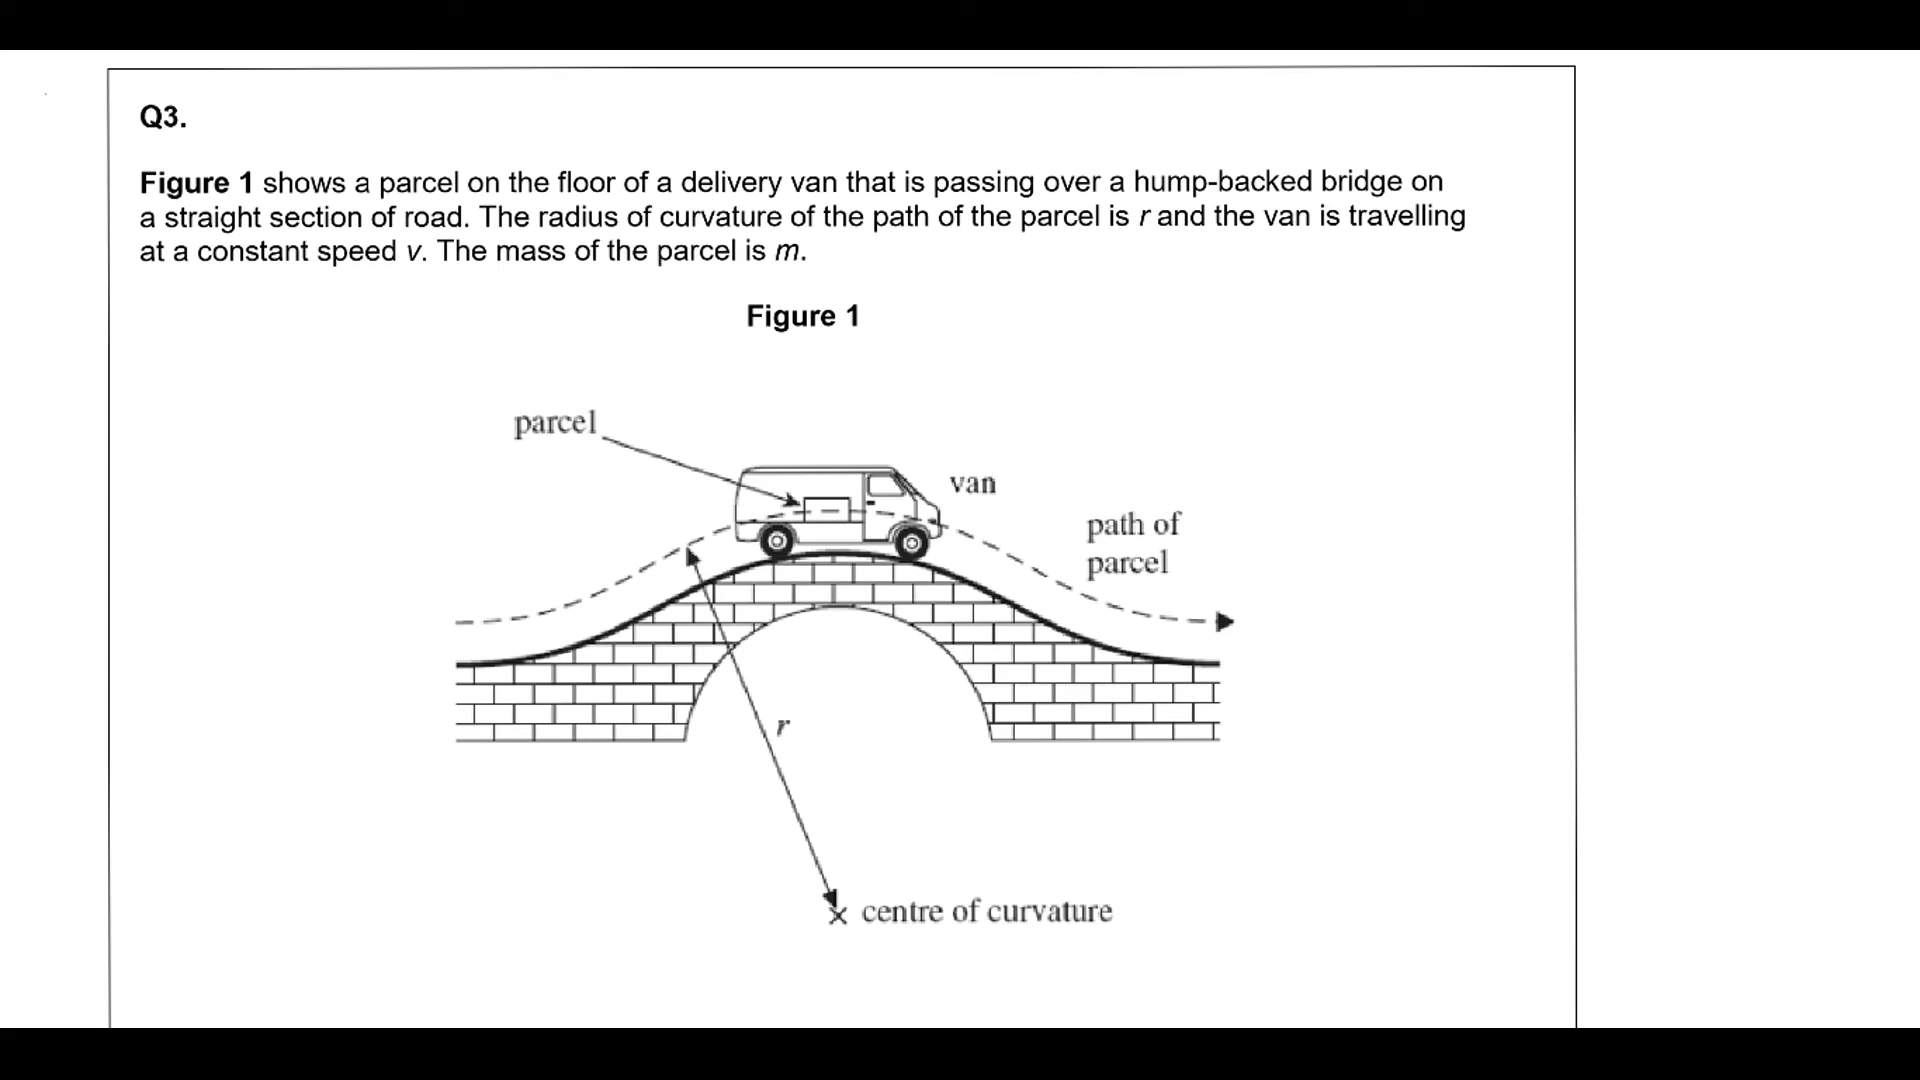 Q3.
Figure 1 shows a parcel on the floor of a delivery van that is passing over a hump-backed bridge on
a straight section of road. The radius of curvature of the path of the parcel is r and the van is travelling
at a constant speed v. The mass of the parcel is m.
Figure 1
parcel
van
path of
parcel
r
centre of curvature